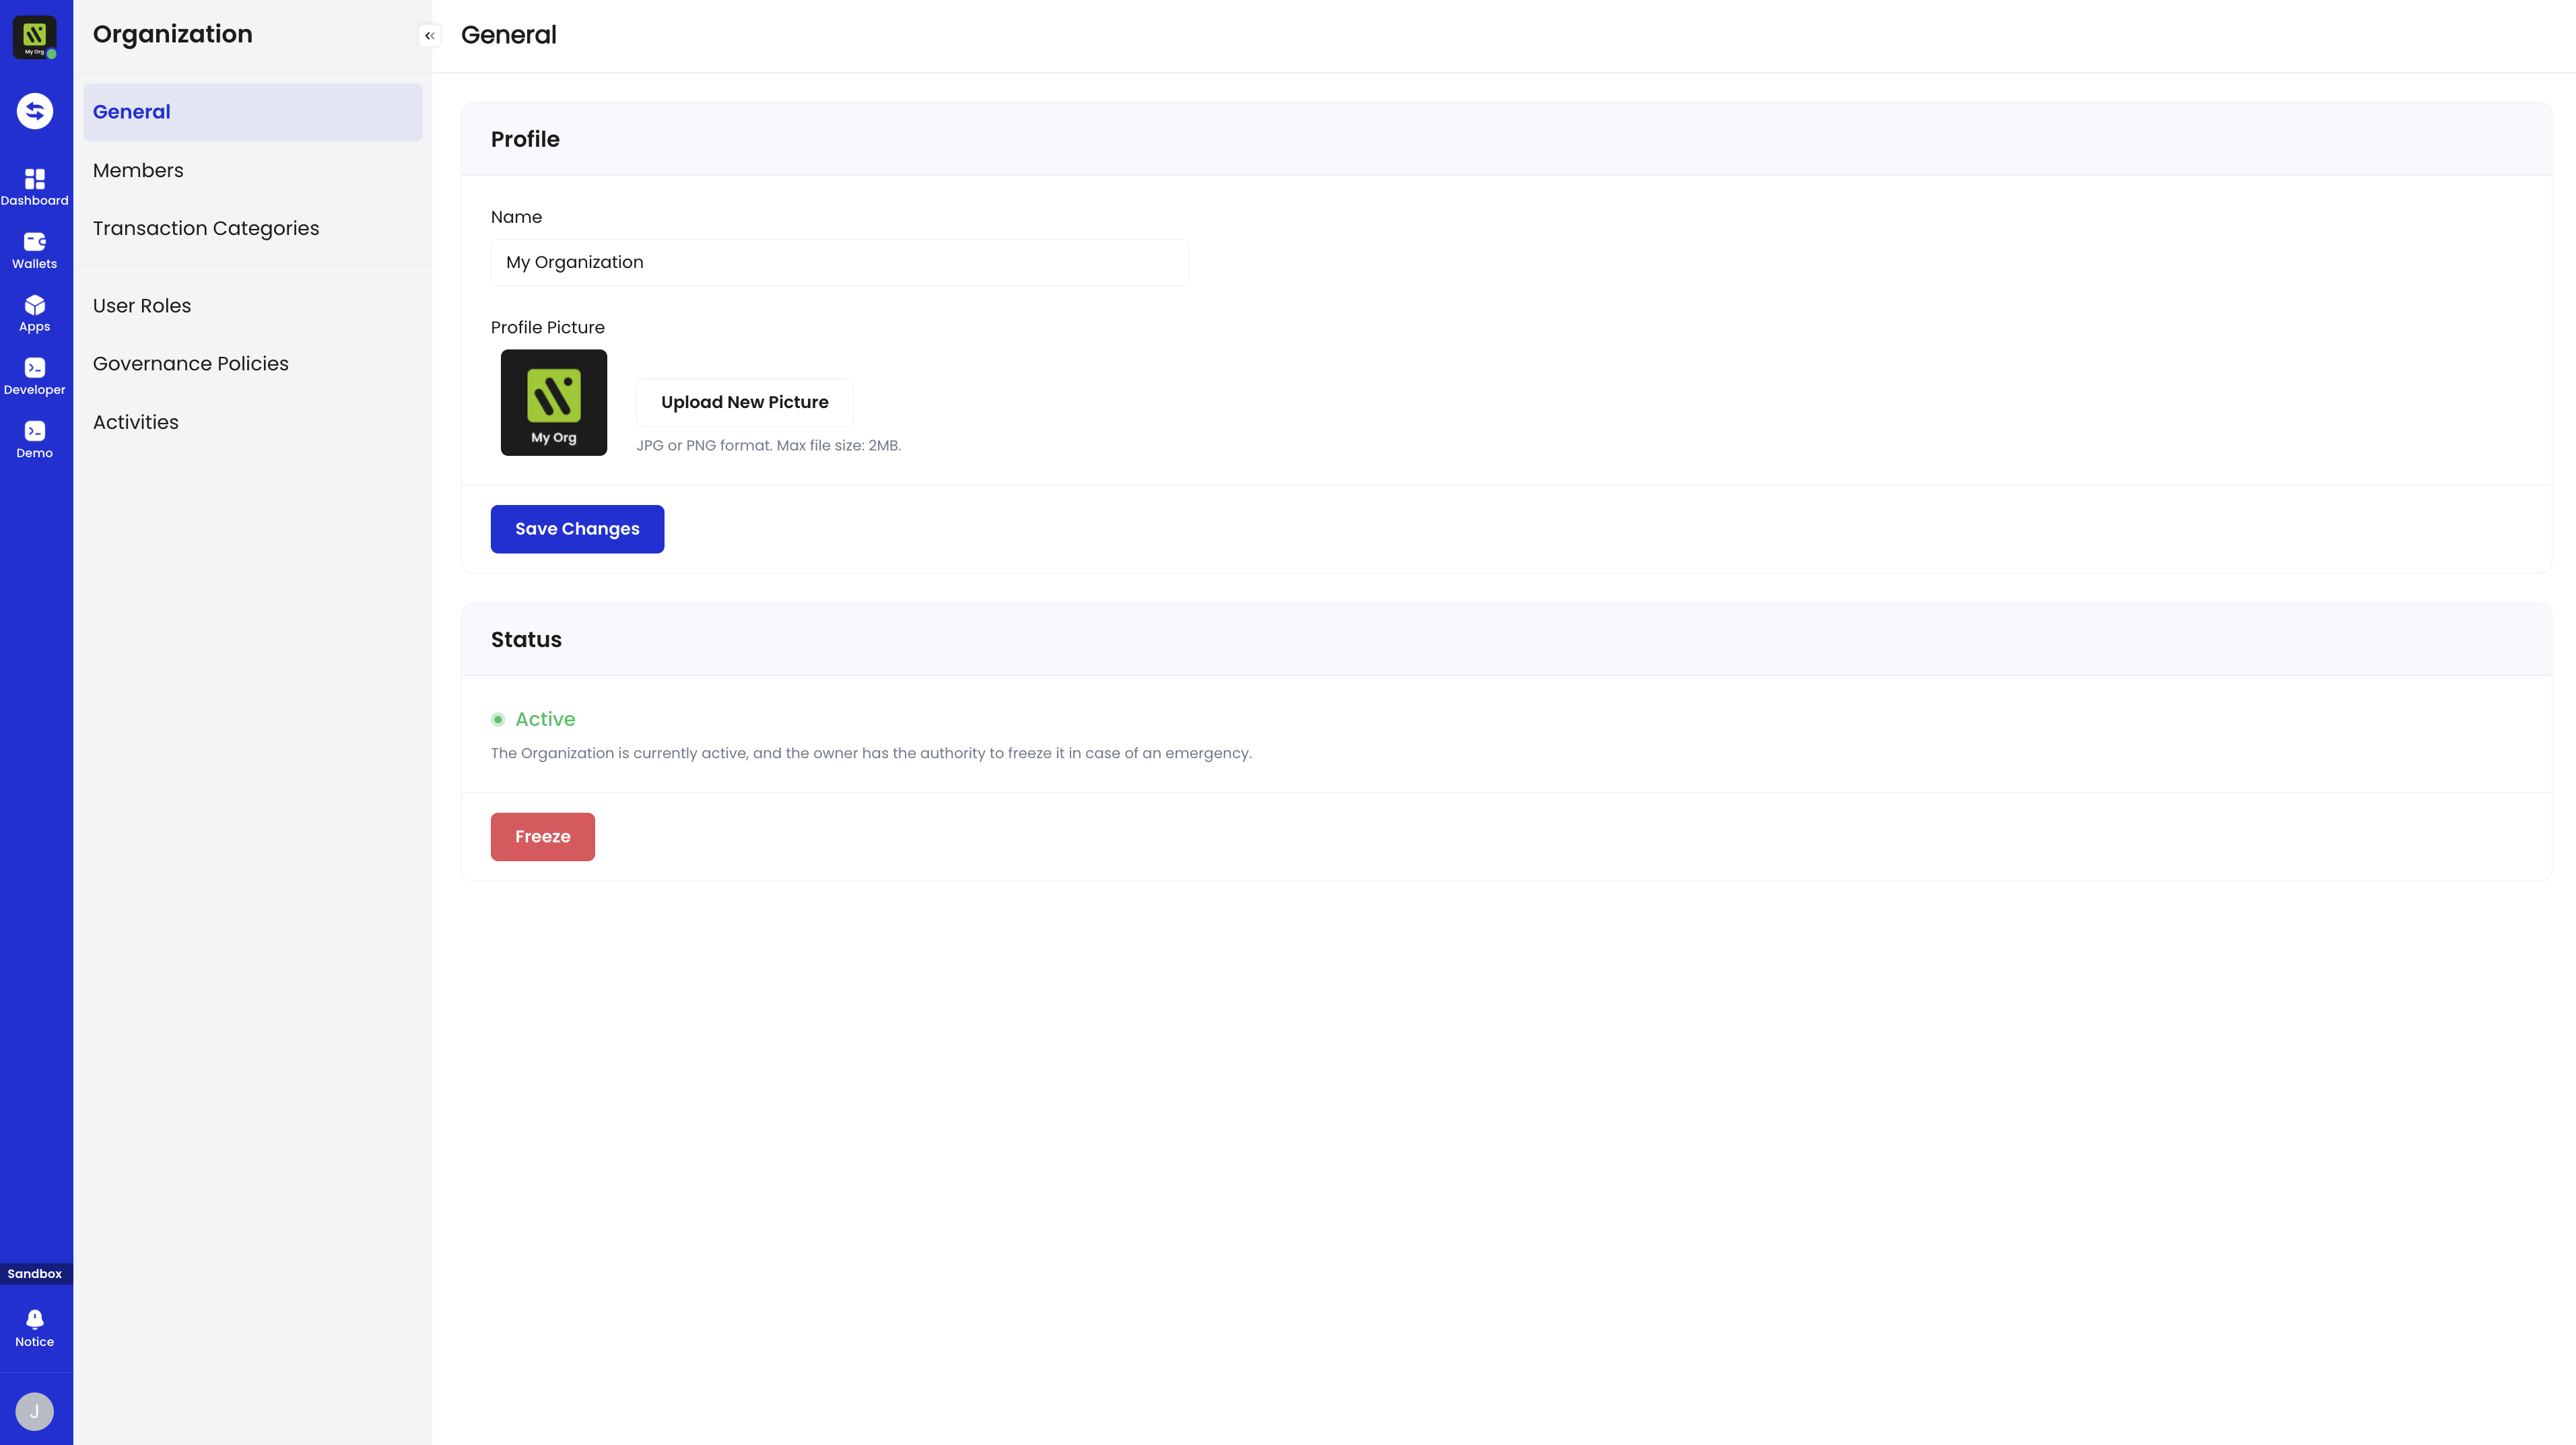 My Org
Dashboard
Wallets
Apps
Developer
Demo
Sandbox
Notice
J
Organization
General
Members
Transaction Categories
User Roles
Governance Policies
Activities
General
Profile
Name
My Organization
Profile Picture
My Org
Upload New Picture
JPG or PNG format. Max file size: 2MB.
Save Changes
Status
Active
The Organization is currently active, and the owner has the authority to freeze it in case of an emergency.
Freeze